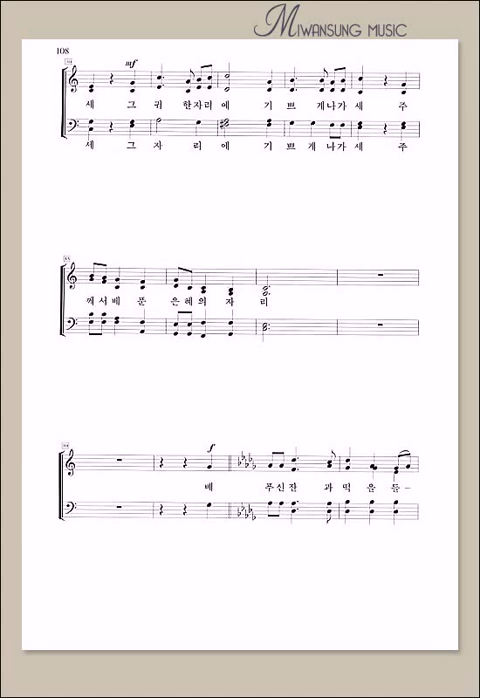 MIWANSUNG MUSIC
108
mf
세 그 귀 한자리 에 기 쁘 게나가 세 주
세 그 자 리 에 기 쁘 게 나가 세 주
께 서 베 푼 은 혜 의 자 리
f
베 푸 신 잔 과 떡 을 들 -